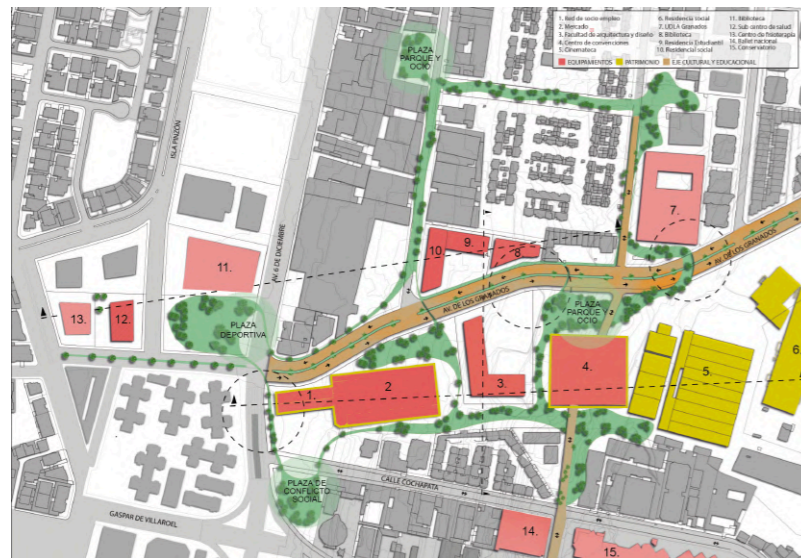 1. Red de socio empleo
2. Mercado
3. Facultad de arquitectura y diseño
4. Centro de convenciones
5. Cinemateca
6. Residencia social
7. UDLA Granados
8. Biblioteca
9. Residencia Estudiantil
10. Residencial social
11. Biblioteca
12. Sub centro de salud
13. Centro de fisioterapia
14. Ballet nacional
15. Conservatorio
EQUIPAMIENTOS
PATRIMONIO
EJE CULTURAL Y EDUCACIONAL
PLAZA
PARQUE Y
OCIO
ISLA PINZÓN
AV. 6 DE DICIEMBRE
7.
9.
10
8.
11.
AV. DE LOS GRANADOS
AV. DE LOS GRANADOS
PLAZA
PARQUE Y
OCIO
13.
12.
PLAZA
DEPORTIVA
6.
5.
4.
3.
2
1.
PLAZA DE
CONFLICTO
SOCIAL
CALLE COCHAPATA
GASPAR DE VILLAROEL
14.
15.